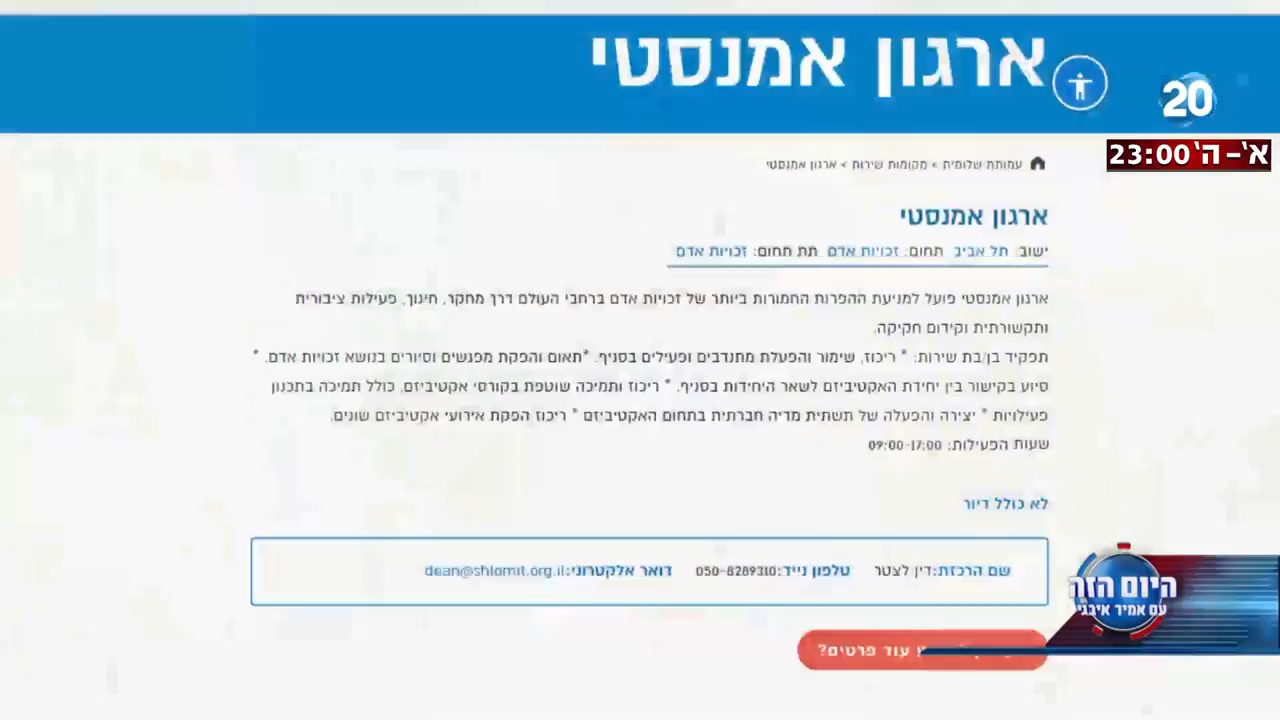 ארגון אמנסטי
20
א'-ה' 23:00
עמותת שלומית > מקומות שירות > ארגון אמנסטי
ארגון אמנסטי
ישוב: תל אביב תחום: זכויות אדם תת תחום: זכויות אדם
ארגון אמנסטי פועל למניעת ההפרות החמורות ביותר של זכויות אדם ברחבי העולם דרך מחקר, חינוך, פעילות ציבורית
ותקשורתית וקידום חקיקה.
תפקיד בן/בת שירות: * ריכוז, שימור והפעלת מתנדבים ופעילים בסניף. *תאום והפקת מפגשים וסיורים בנושא זכויות אדם. *
סיוע בקישור בין יחידת האקטיביזם לשאר היחידות בסניף. * ריכוז ותמיכה שוטפת בקורסי אקטיביזם, כולל תמיכה בתכנון
פעילויות * יצירה והפעלה של תשתית מדיה חברתית בתחום האקטיביזם * ריכוז הפקת אירועי אקטיביזם שונים.
שעות הפעילות: 09:00-17:00
לא כולל דיור
שם הרכזת: דין לצטר טלפון נייד: 050-8289310 דואר אלקטרוני: dean@shlomit.org.il
עוד פרטים?
היום הזה
עם אמיר איבגי